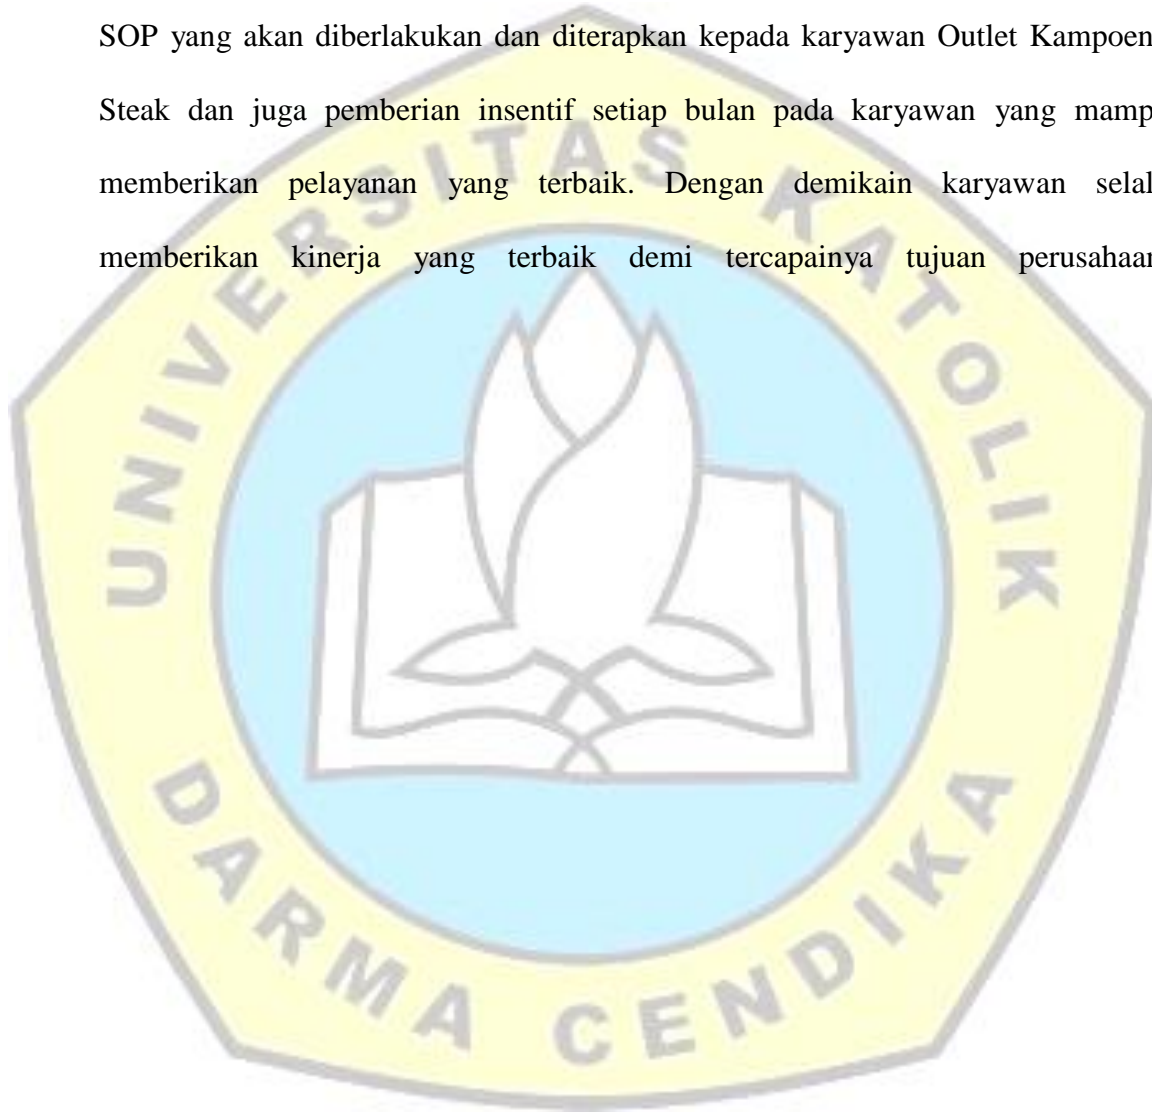 SOP yang akan diberlakukan dan diterapkan kepada karyawan Outlet Kampoen
Steak dan juga pemberian insentif setiap bulan pada karyawan yang mamp
memberikan pelayanan yang terbaik. Dengan demikain karyawan selal
memberikan kinerja yang terbaik demi tercapainya tujuan perusahaan
UNIVERSITAS KATOLIK
DARMA CENDIKA